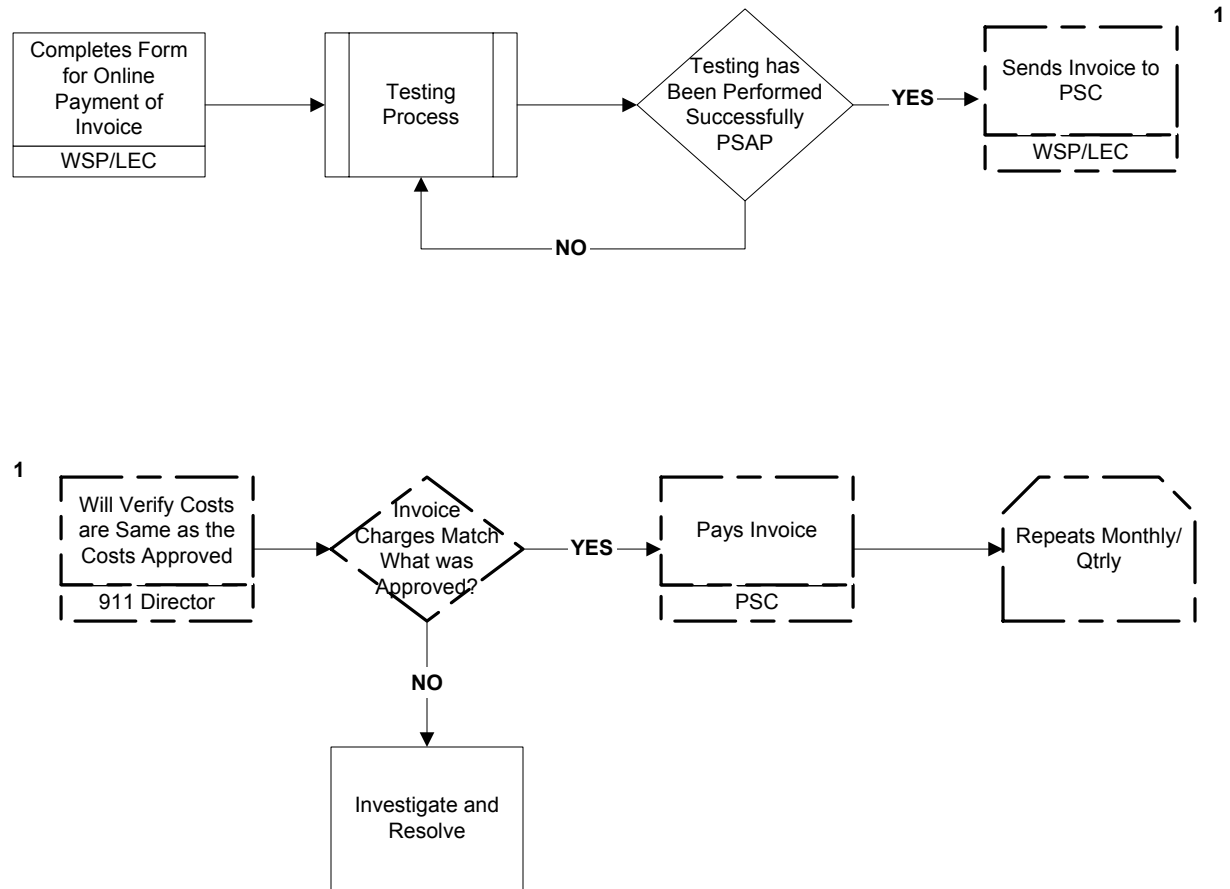 1
Completes Form
for Online
Payment of
Invoice
WSP/LEC
Testing
Process
Testing has
Been Performed
Successfully
PSAP
YES
Sends Invoice to
PSC
WSP/LEC
NO
1
Will Verify Costs
are Same as the
Costs Approved
911 Director
Invoice
Charges Match
What was
Approved?
YES
Pays Invoice
PSC
Repeats Monthly/
Qtrly
NO
Investigate and
Resolve